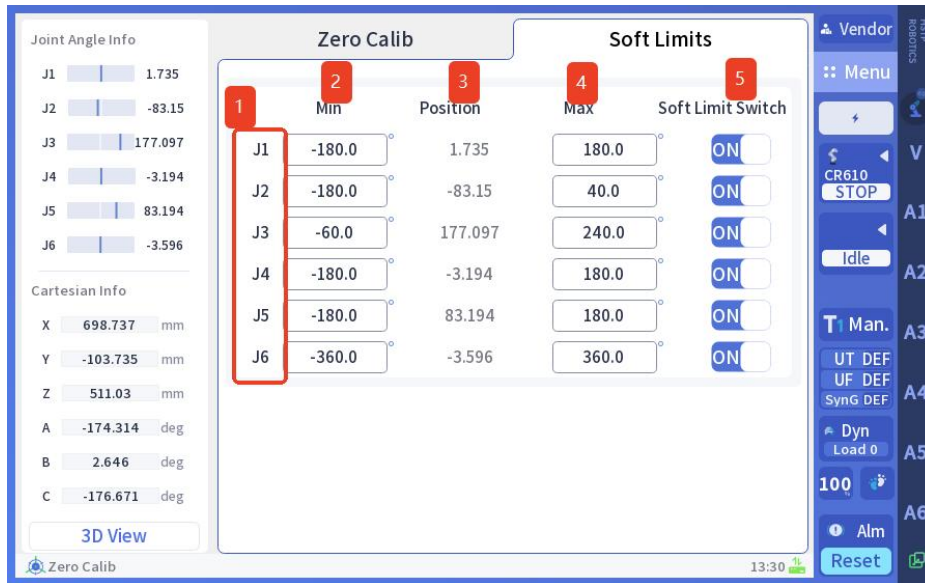 Joint Angle Info
J1 1.735
J2 -83.15
J3 177.097
J4 -3.194
J5 83.194
J6 -3.596
Cartesian Info
X 698.737 mm
Y -103.735 mm
Z 511.03 mm
A -174.314 deg
B 2.646 deg
C -176.671 deg
3D View
Zero Calib
Zero Calib Soft Limits
1 2 3 4 5
Min Position Max Soft Limit Switch
J1 -180.0 ° 1.735 180.0 ° ON
J2 -180.0 ° -83.15 40.0 ° ON
J3 -60.0 ° 177.097 240.0 ° ON
J4 -180.0 ° -3.194 180.0 ° ON
J5 -180.0 ° 83.194 180.0 ° ON
J6 -360.0 ° -3.596 360.0 ° ON
13:30
Vendor
Menu
CR610
STOP
Idle
T1 Man.
UT DEF
UF DEF
SynG DEF
Dyn
Load 0
100 %
Alm
Reset
ROBOTICS
V
A1
A2
A3
A4
A5
A6